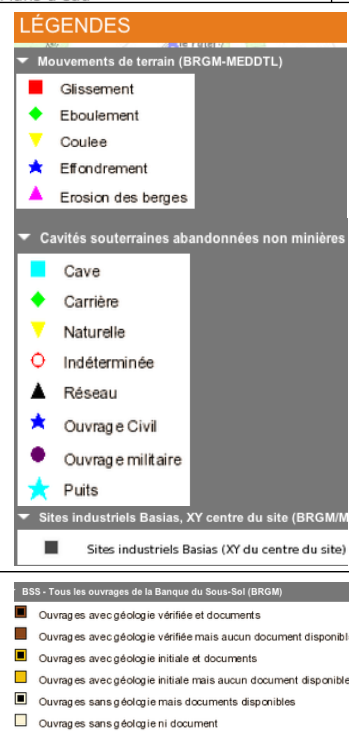 LÉGENDES
Mouvements de terrain (BRGM-MEDDTL)
Glissement
Eboulement
Coulee
Effondrement
Erosion des berges
Cavités souterraines abandonnées non minières
Cave
Carrière
Naturelle
Indéterminée
Réseau
Ouvrage Civil
Ouvrage militaire
Puits
Sites industriels Basias, XY centre du site (BRGM/M
Sites industriels Basias (XY du centre du site)
BSS - Tous les ouvrages de la Banque du Sous-Sol (BRGM)
Ouvrages avec géologie vérifiée et documents
Ouvrages avec géologie vérifiée mais aucun document disponible
Ouvrages avec géologie initiale et documents
Ouvrages avec géologie initiale mais aucun document disponible
Ouvrages sans géologie mais documents disponibles
Ouvrages sans géologie ni document